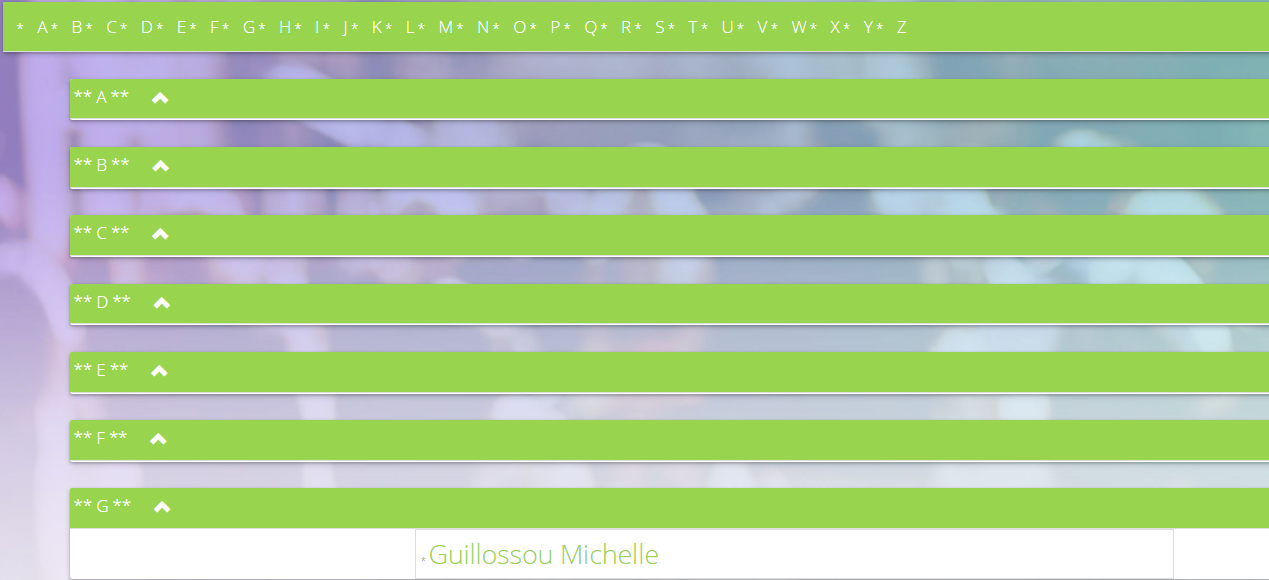 * A* B* C* D* E* F* G* H* I* J* K* L* M* N* O* P* Q* R* S* T* U* V* W* X* Y* Z
** A **
** B **
** C **
** D **
** E **
** F **
** G **
* Guillossou Michelle